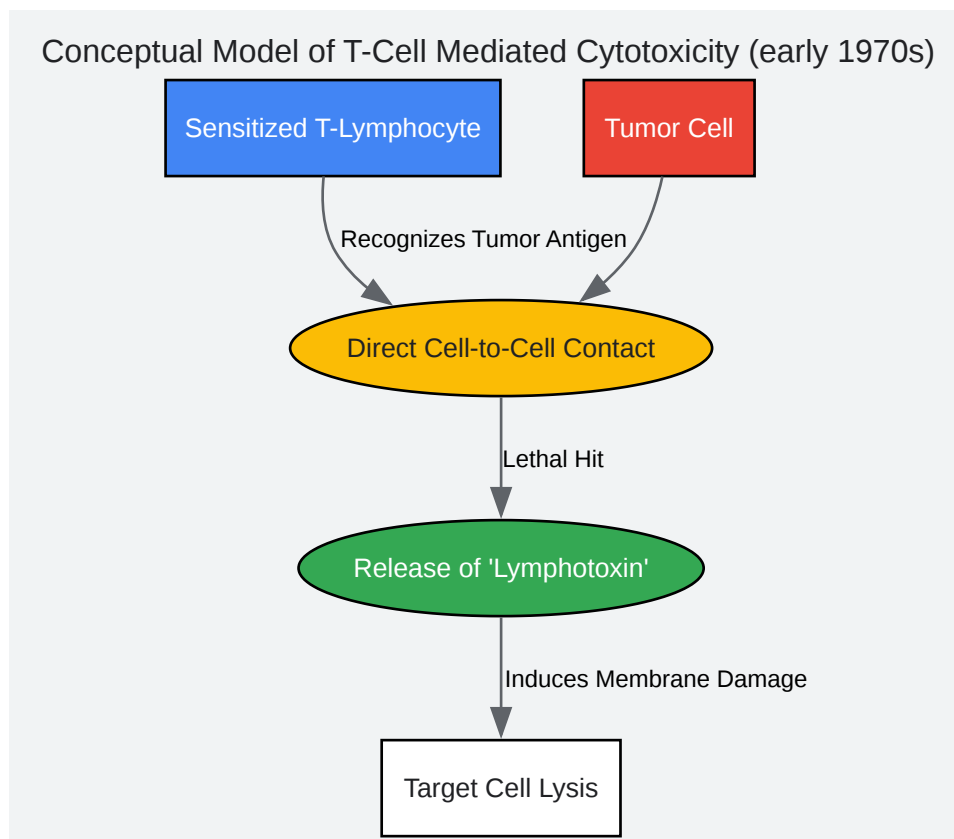 Conceptual Model of T-Cell Mediated Cytotoxicity (early 1970s)
Sensitized T-Lymphocyte
Tumor Cell
Recognizes Tumor Antigen
Direct Cell-to-Cell Contact
Lethal Hit
Release of 'Lymphotoxin'
Induces Membrane Damage
Target Cell Lysis